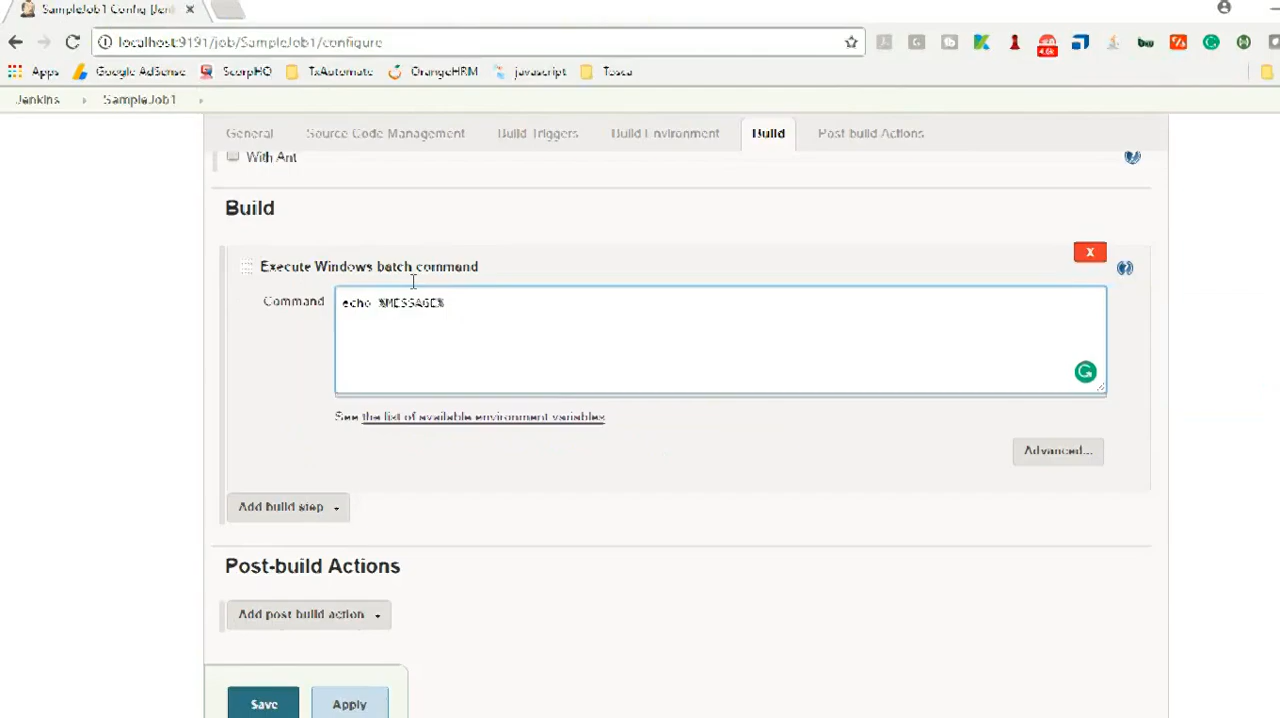 SampleJob1 Config [Jen
localhost:9191/job/SampleJob1/configure
4.6k
Apps Google AdSense ScorpHQ TxAutomate OrangeHRM javascript Tosca
Jenkins SampleJob1
General Source Code Management Build Triggers Build Environment Build Post-build Actions
With Ant
Build
X
Execute Windows batch command
Command echo %MESSAGE%
See the list of available environment variables
Advanced...
Add build step
Post-build Actions
Add post-build action
Save Apply